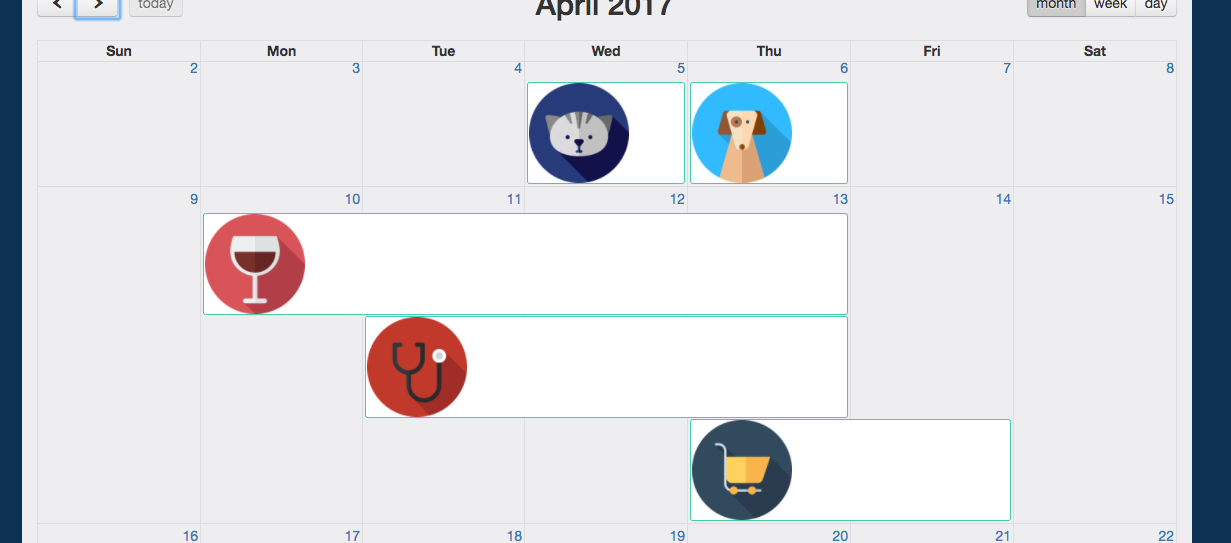 < > today April 2017 month week day
Sun Mon Tue Wed Thu Fri Sat
2 3 4 5 6 7 8
9 10 11 12 13 14 15
16 17 18 19 20 21 22